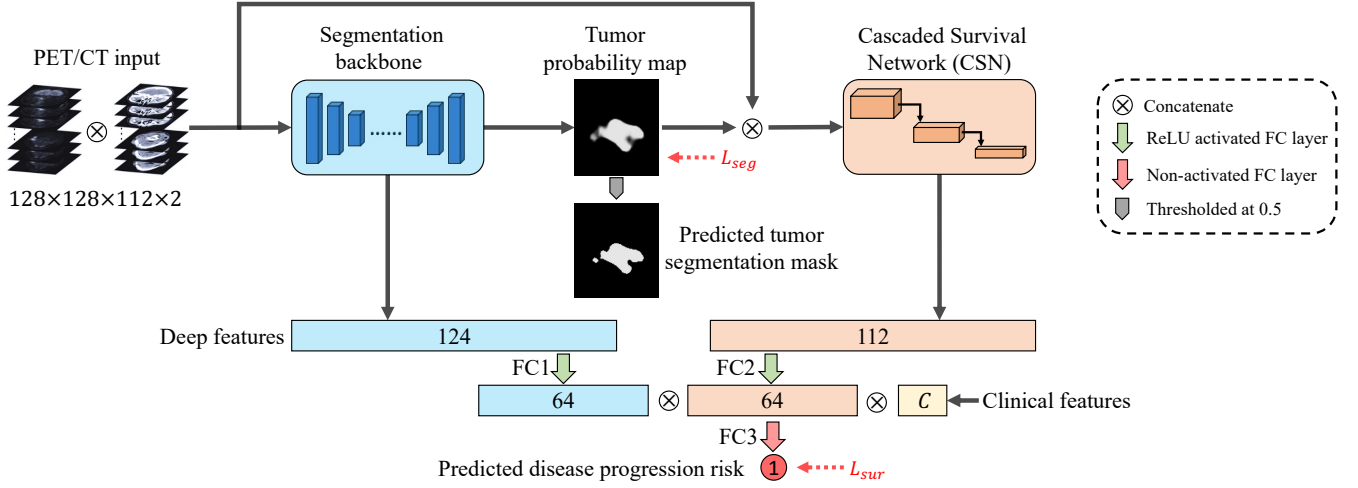 PET/CT input
128×128×112×2
Segmentation
backbone
Tumor
probability map
L_seg
Predicted tumor
segmentation mask
Cascaded Survival
Network (CSN)
Concatenate
ReLU activated FC layer
Non-activated FC layer
Thresholded at 0.5
Deep features
124
112
FC1
FC2
64
64
C
Clinical features
FC3
Predicted disease progression risk
1
L_sur